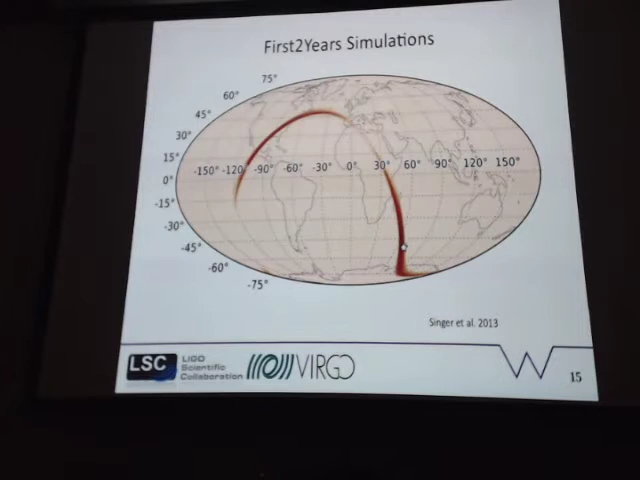 First2Years Simulations
75°
60°
45°
30°
15°
0°
-15°
-30°
-45°
-60°
-75°
-150° -120 -90° -60° -30° 0° 30° 60° 90° 120° 150°
Singer et al. 2013
LSC
LIGO
Scientific
Collaboration
VIRGO
15